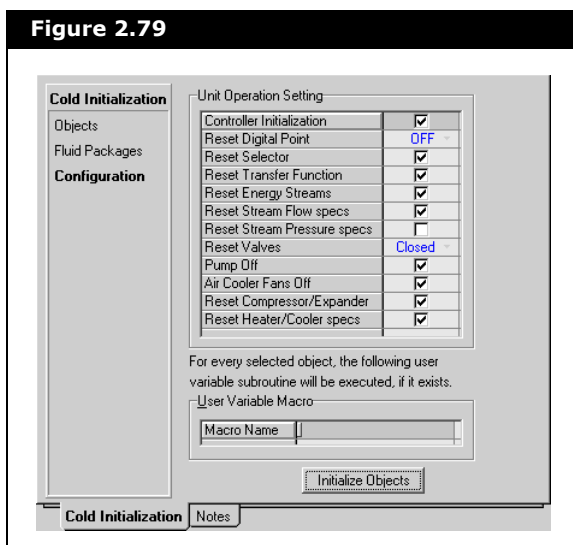 Figure 2.79
Cold Initialization
Objects
Fluid Packages
Configuration
Unit Operation Setting
Controller Initialization
Reset Digital Point OFF
Reset Selector
Reset Transfer Function
Reset Energy Streams
Reset Stream Flow specs
Reset Stream Pressure specs
Reset Valves Closed
Pump Off
Air Cooler Fans Off
Reset Compressor/Expander
Reset Heater/Cooler specs
For every selected object, the following user
variable subroutine will be executed, if it exists.
User Variable Macro
Macro Name
Initialize Objects
Cold Initialization Notes